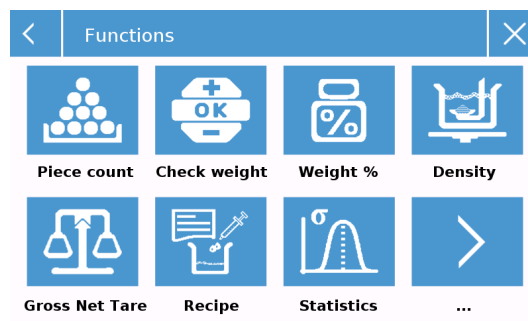 Functions
OK
Piece count Check weight Weight % Density
%
σ
Gross Net Tare Recipe Statistics ...